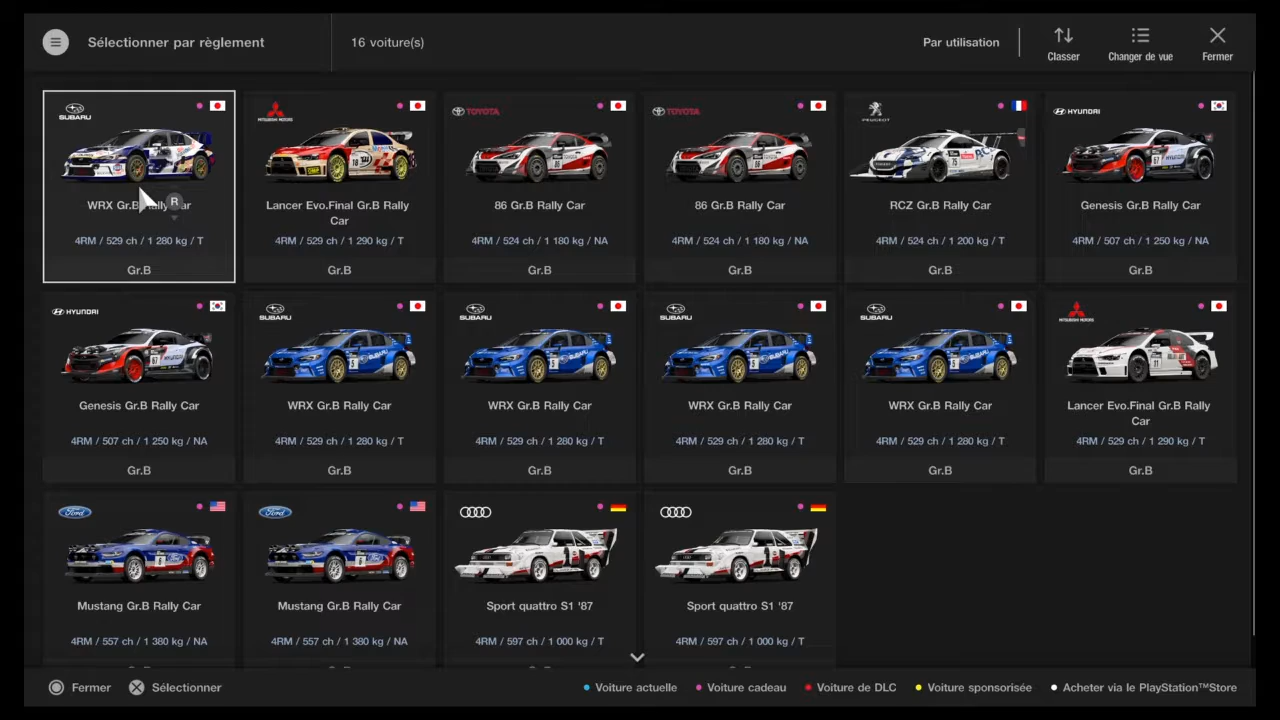 Sélectionner par règlement
16 voiture(s)
Par utilisation
Classer
Changer de vue
Fermer
SUBARU
WRX Gr.B Rally Car
R
4RM / 529 ch / 1 280 kg / T
Gr.B
MITSUBISHI MOTORS
Lancer Evo.Final Gr.B Rally
Car
4RM / 529 ch / 1 290 kg / T
Gr.B
TOYOTA
86 Gr.B Rally Car
4RM / 524 ch / 1 180 kg / NA
Gr.B
TOYOTA
86 Gr.B Rally Car
4RM / 524 ch / 1 180 kg / NA
Gr.B
PEUGEOT
RCZ Gr.B Rally Car
4RM / 524 ch / 1 200 kg / T
Gr.B
HYUNDAI
Genesis Gr.B Rally Car
4RM / 507 ch / 1 250 kg / NA
Gr.B
HYUNDAI
Genesis Gr.B Rally Car
4RM / 507 ch / 1 250 kg / NA
Gr.B
SUBARU
WRX Gr.B Rally Car
4RM / 529 ch / 1 280 kg / T
Gr.B
SUBARU
WRX Gr.B Rally Car
4RM / 529 ch / 1 280 kg / T
Gr.B
SUBARU
WRX Gr.B Rally Car
4RM / 529 ch / 1 280 kg / T
Gr.B
SUBARU
WRX Gr.B Rally Car
4RM / 529 ch / 1 280 kg / T
Gr.B
MITSUBISHI MOTORS
Lancer Evo.Final Gr.B Rally
Car
4RM / 529 ch / 1 290 kg / T
Gr.B
Ford
Mustang Gr.B Rally Car
4RM / 557 ch / 1 380 kg / NA
Ford
Mustang Gr.B Rally Car
4RM / 557 ch / 1 380 kg / NA
Sport quattro S1 '87
4RM / 597 ch / 1 000 kg / T
Sport quattro S1 '87
4RM / 597 ch / 1 000 kg / T
Fermer
Sélectionner
Voiture actuelle
Voiture cadeau
Voiture de DLC
Voiture sponsorisée
Acheter via le PlayStation™Store